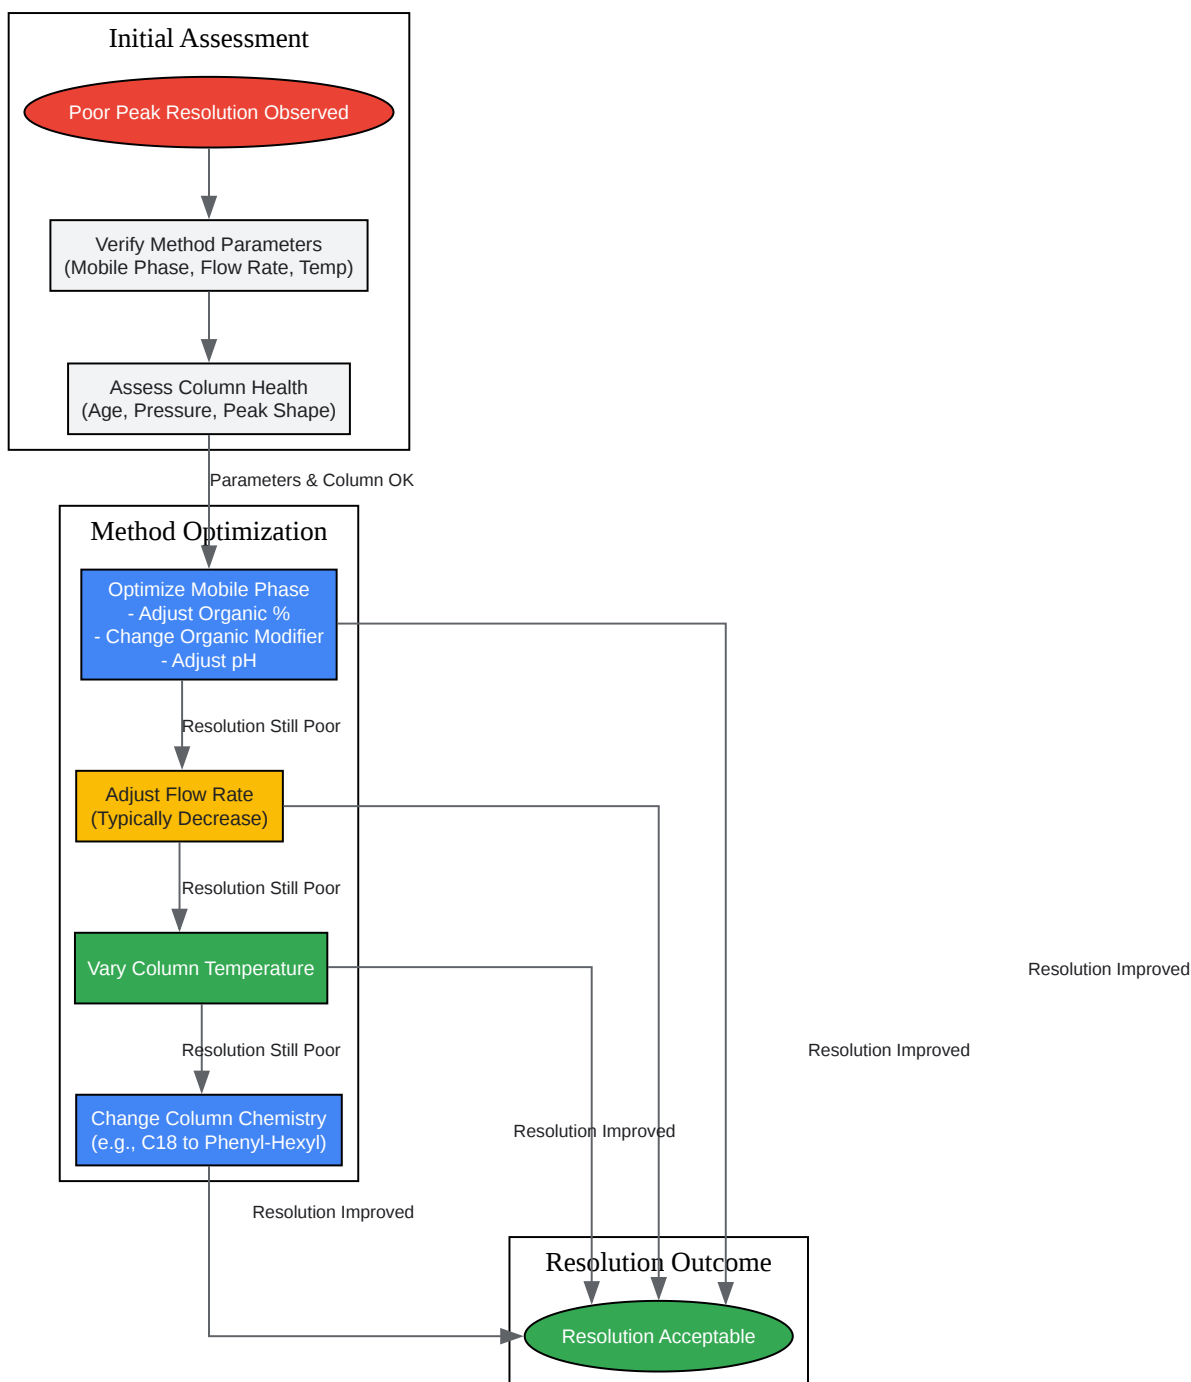 Initial Assessment
Poor Peak Resolution Observed
Verify Method Parameters
(Mobile Phase, Flow Rate, Temp)
Assess Column Health
(Age, Pressure, Peak Shape)
Parameters & Column OK
Method Optimization
Optimize Mobile Phase
- Adjust Organic %
- Change Organic Modifier
- Adjust pH
Resolution Still Poor
Adjust Flow Rate
(Typically Decrease)
Resolution Still Poor
Vary Column Temperature
Resolution Improved
Resolution Still Poor
Resolution Improved
Change Column Chemistry
(e.g., C18 to Phenyl-Hexyl)
Resolution Improved
Resolution Improved
Resolution Outcome
Resolution Acceptable